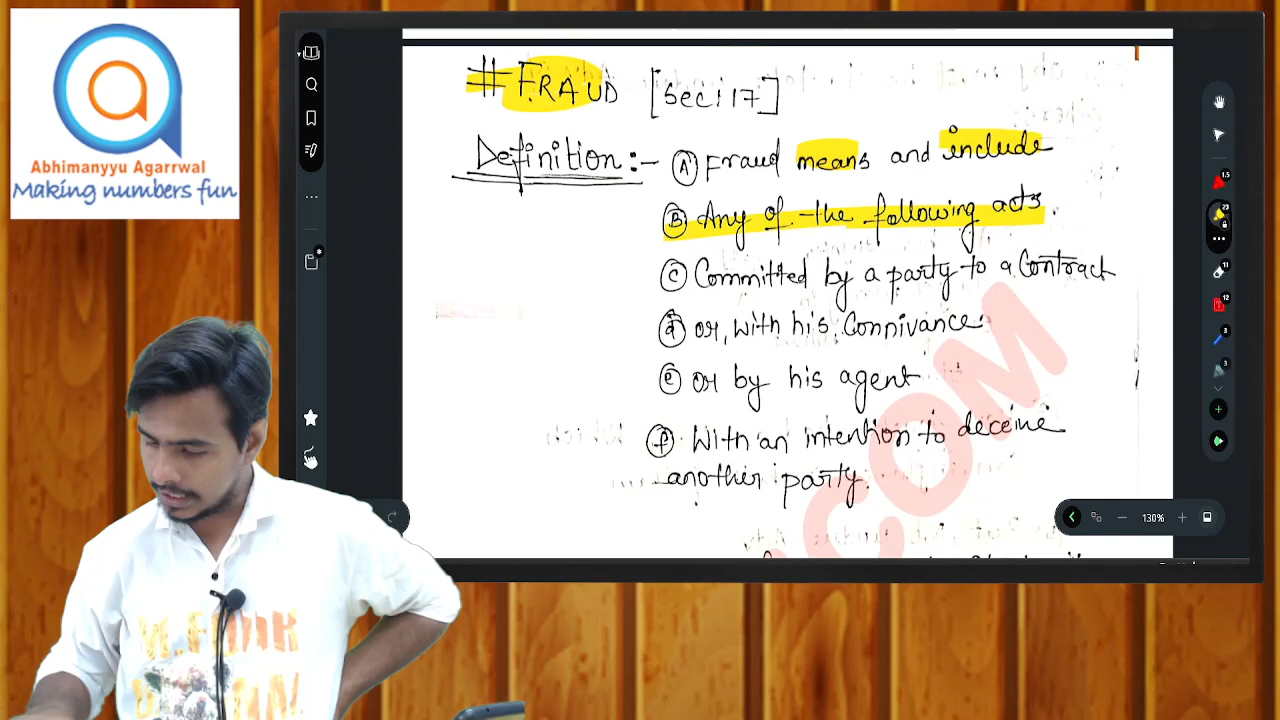 Abhimanyyu Agarrwal
Making numbers fun
# FRAUD [Sec: 17]
Definition :- (A) Fraud means and include
(B) Any of the following acts.
(C) Committed by a party to a Contract
(d) or, with his Connivance
(e) or by his agent
(f) With an intention to deceive
another party.
.COM
130%